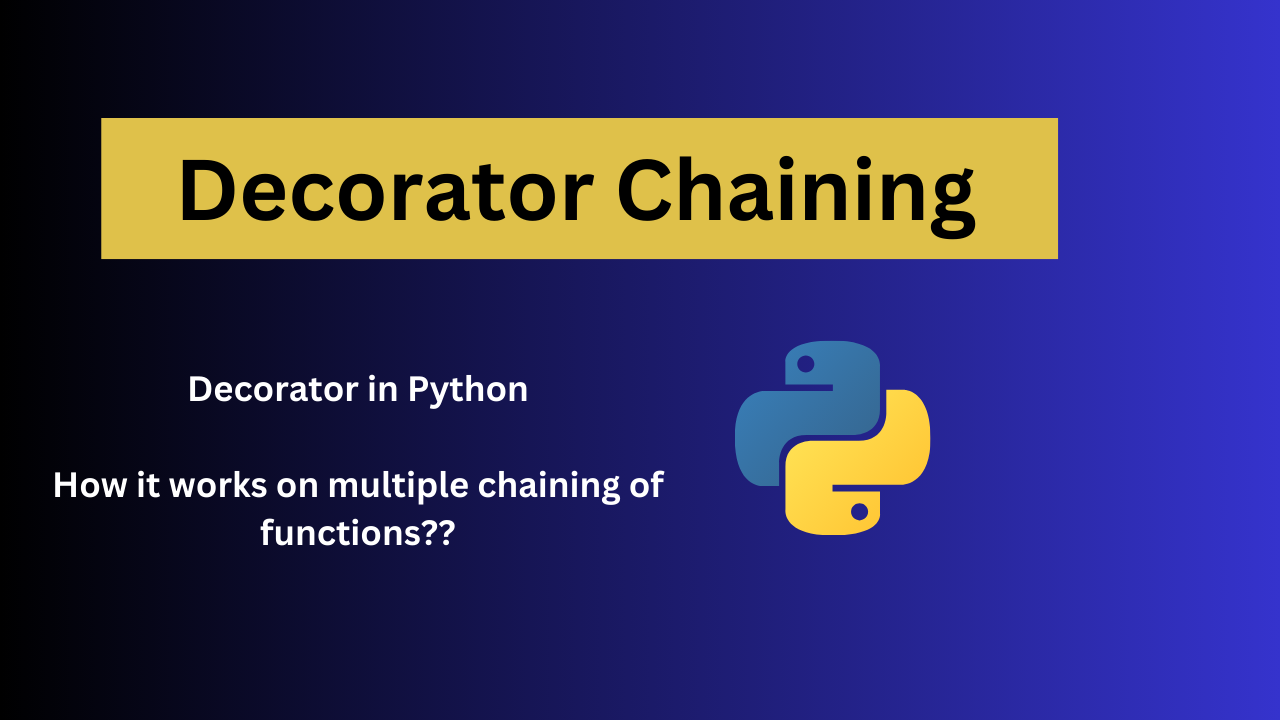 Decorator Chaining
Decorator in Python
How it works on multiple chaining of
functions??